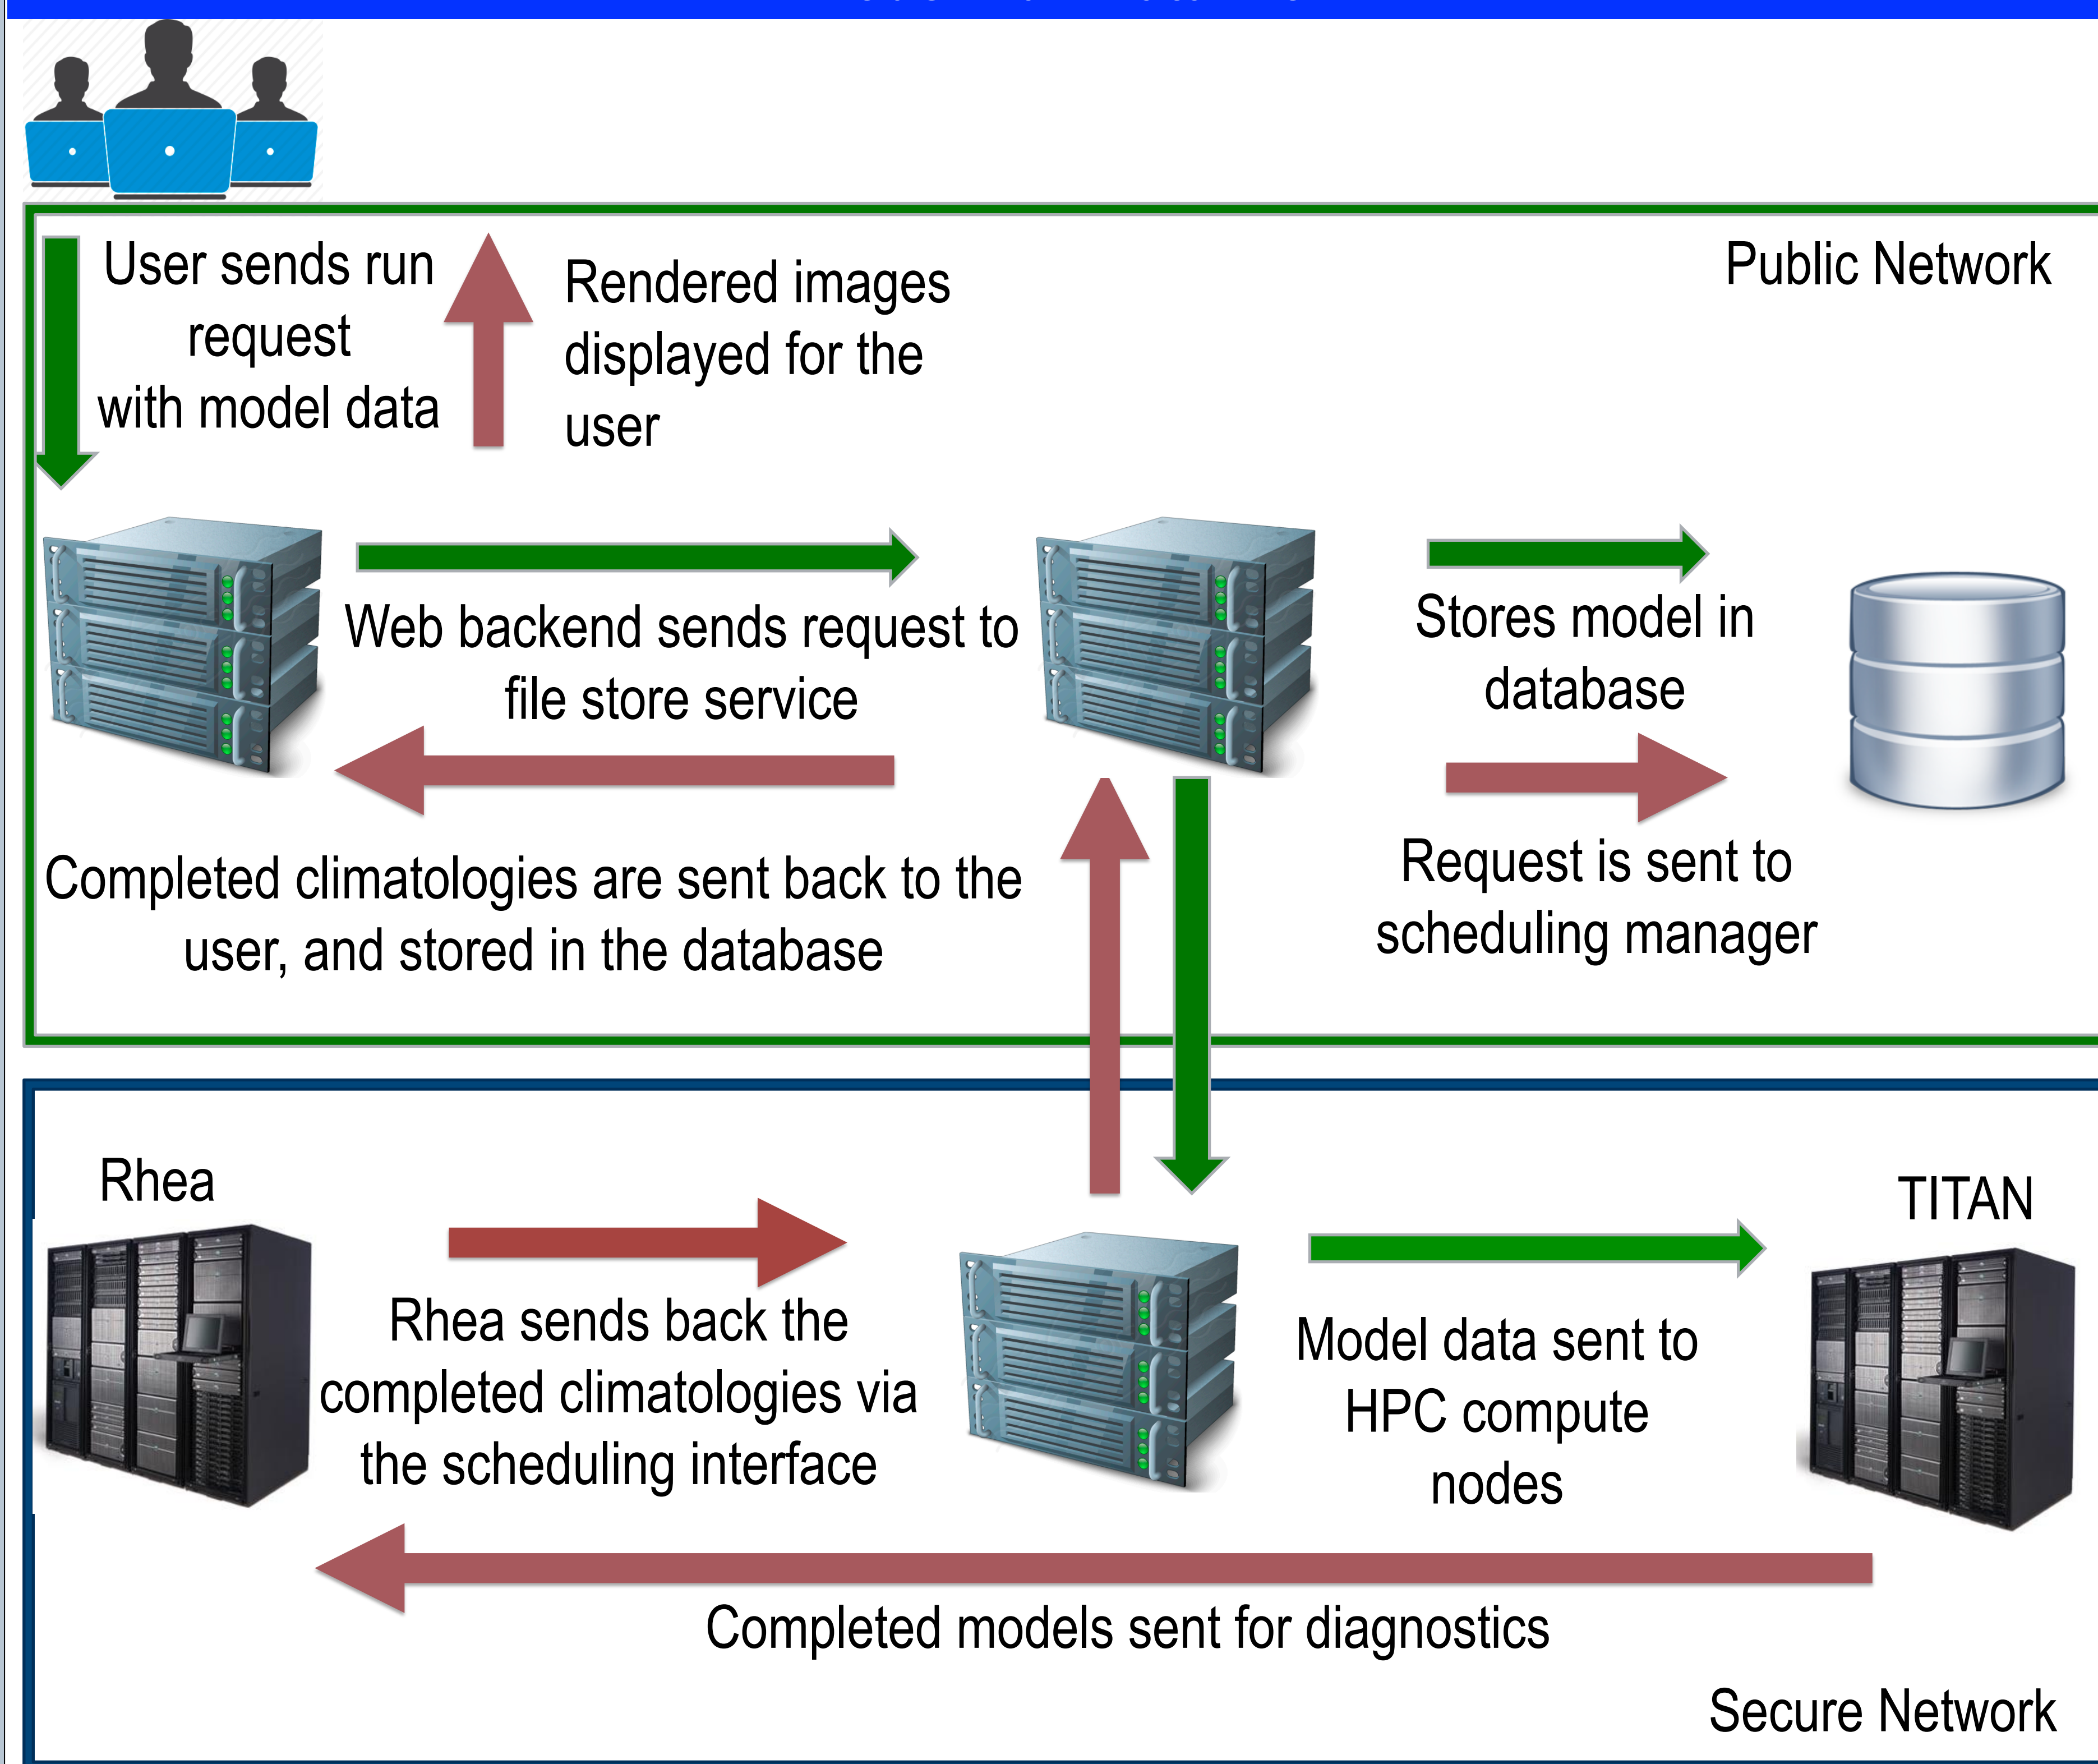 User sends run
request
with model data
Rendered images
displayed for the
user
Public Network
Web backend sends request to
file store service
Stores model in
database
Completed climatologies are sent back to the
user, and stored in the database
Request is sent to
scheduling manager
Rhea
TITAN
Rhea sends back the
completed climatologies via
the scheduling interface
Model data sent to
HPC compute
nodes
Completed models sent for diagnostics
Secure Network